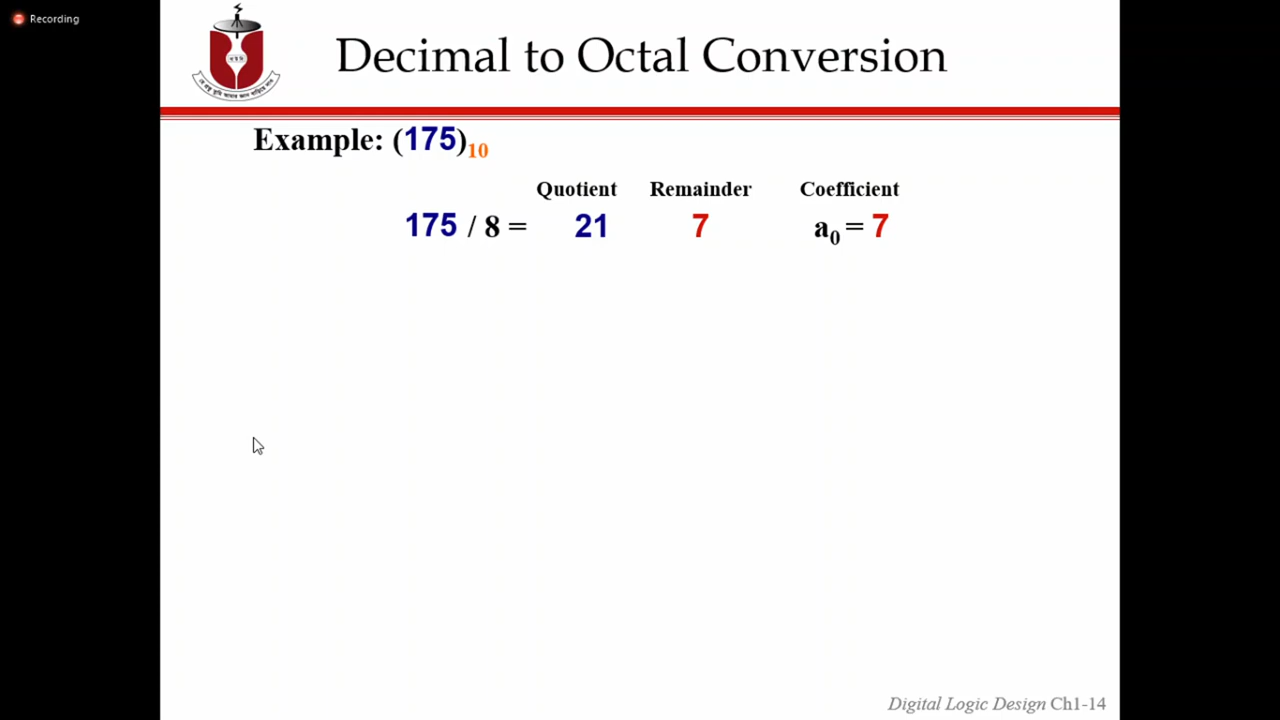 Recording
Decimal to Octal Conversion
Example: (175)10
Quotient Remainder Coefficient
175 / 8 = 21 7 a0 = 7
Digital Logic Design Ch1-14